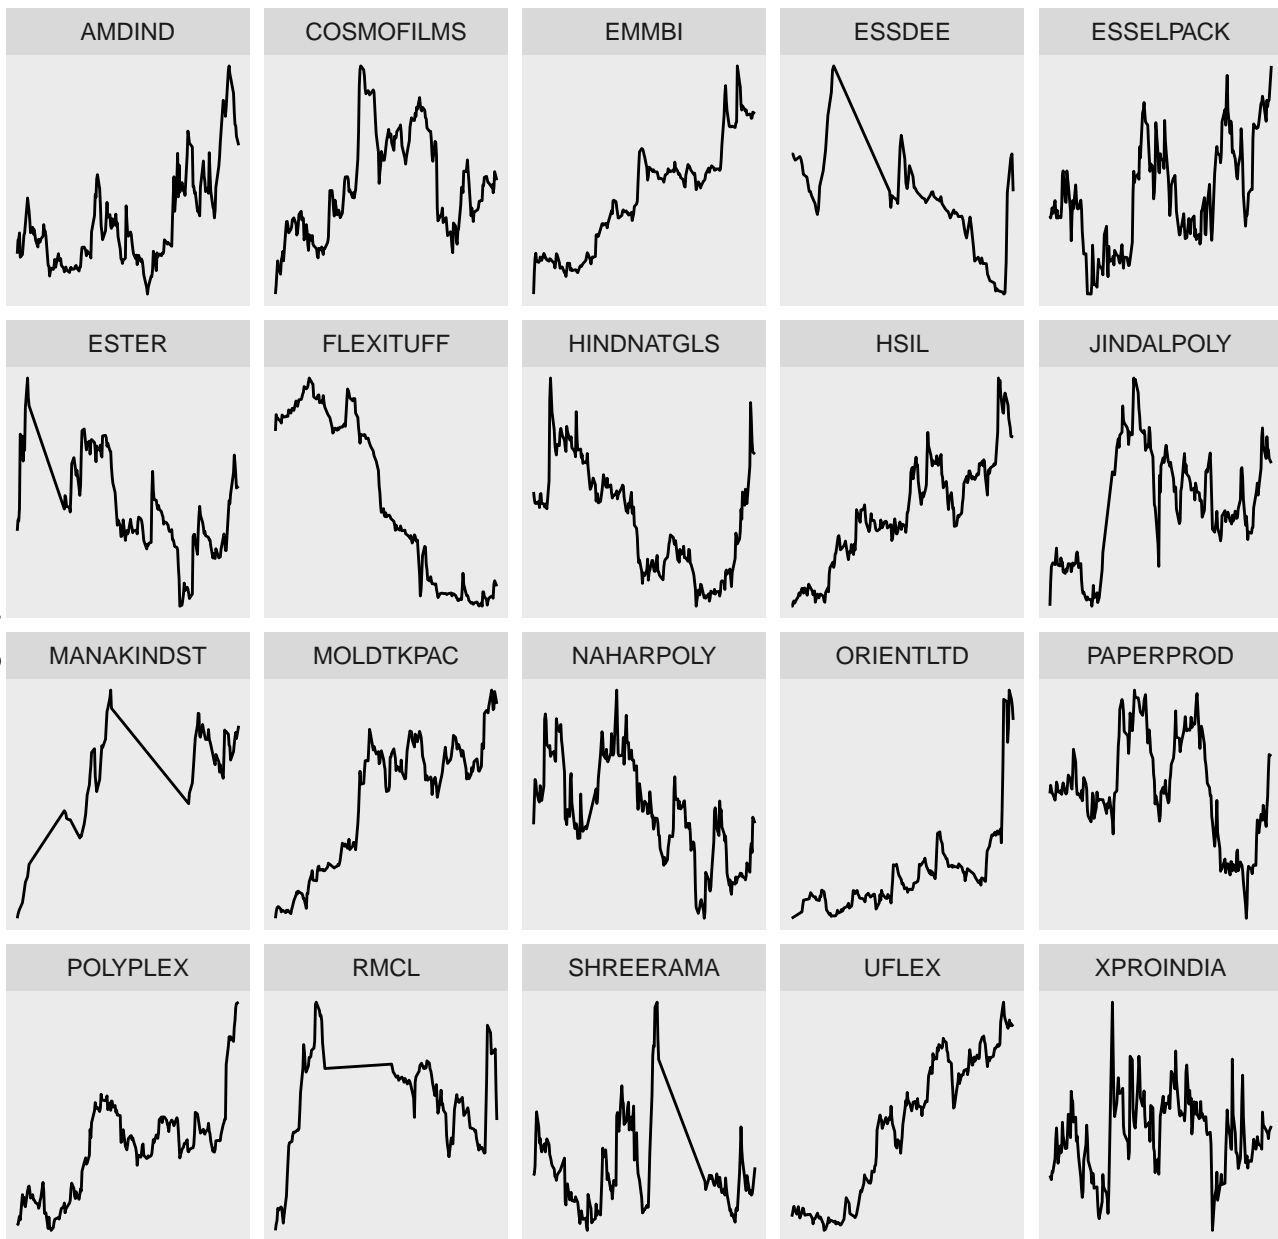 AMDIND COSMOFILMS EMMBI ESSDEE ESSELPACK
ESTER FLEXITUFF HINDNATGLS HSIL JINDALPOLY
MANAKINDST MOLDTKPAC NAHARPOLY ORIENTLTD PAPERPROD
POLYPLEX RMCL SHREERAMA UFLEX XPROINDIA